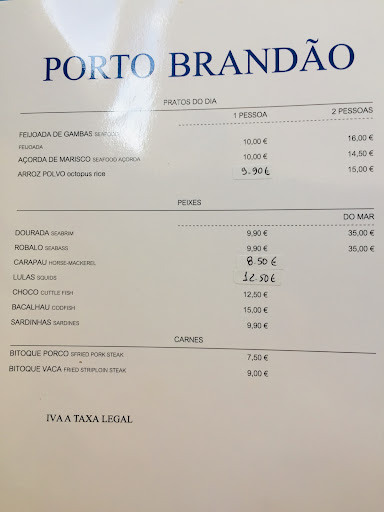 PORTO BRANDÃO
PRATOS DO DIA
1 PESSOA 2 PESSOAS
FEIJOADA DE GAMBAS SEAFOOD 16,00 €
FEIJOADA 10,00 €
AÇORDA DE MARISCO SEAFOOD AÇORDA 10,00 € 14,50 €
ARROZ POLVO octopus rice 9.90€ 15,00 €
PEIXES
DO MAR
DOURADA SEABRIM 9,90 € 35,00 €
ROBALO SEABASS 9,90 € 35,00 €
CARAPAU HORSE-MACKEREL 8.50€
LULAS SQUIDS 12.50€
CHOCO CUTTLE FISH 12,50 €
BACALHAU CODFISH 15,00 €
SARDINHAS SARDINES 9,90 €
CARNES
BITOQUE PORCO SFRIED PORK STEAK 7,50 €
BITOQUE VACA FRIED STRIPLOIN STEAK 9,00 €
IVA A TAXA LEGAL